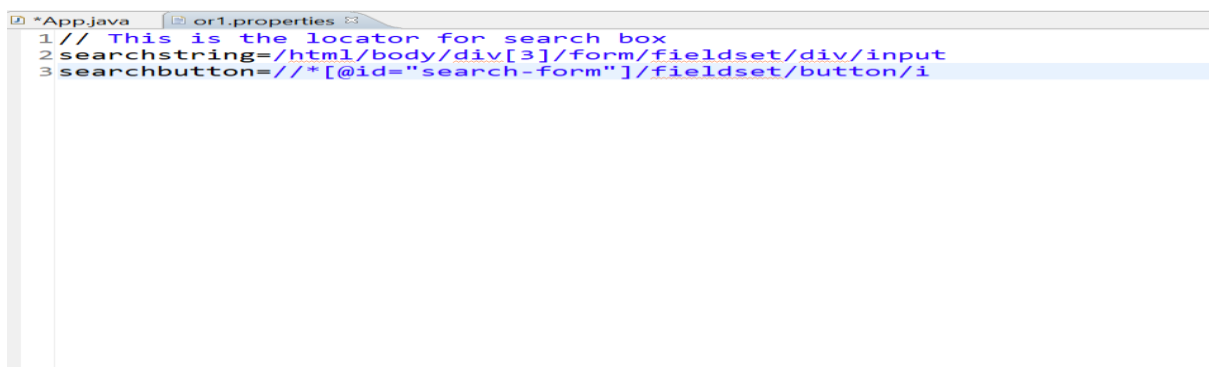 *App.java or1.properties
1 // This is the locator for search box
2 searchstring=/html/body/div[3]/form/fieldset/div/input
3 searchbutton=//*[@id="search-form"]/fieldset/button/i